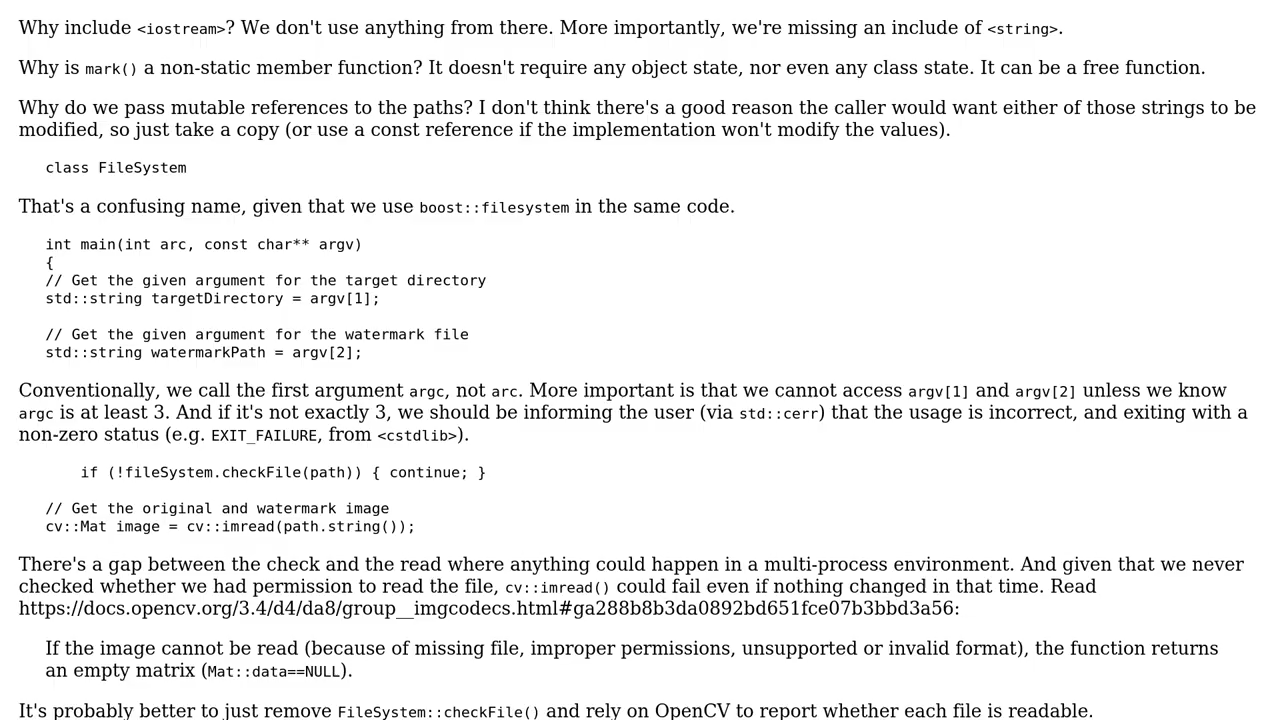 Why include <iostream>? We don't use anything from there. More importantly, we're missing an include of <string>.
Why is mark() a non-static member function? It doesn't require any object state, nor even any class state. It can be a free function.
Why do we pass mutable references to the paths? I don't think there's a good reason the caller would want either of those strings to be
modified, so just take a copy (or use a const reference if the implementation won't modify the values).
class FileSystem
That's a confusing name, given that we use boost::filesystem in the same code.
int main(int arc, const char** argv)
{
// Get the given argument for the target directory
std::string targetDirectory = argv[1];
// Get the given argument for the watermark file
std::string watermarkPath = argv[2];
Conventionally, we call the first argument argc, not arc. More important is that we cannot access argv[1] and argv[2] unless we know
argc is at least 3. And if it's not exactly 3, we should be informing the user (via std::cerr) that the usage is incorrect, and exiting with a
non-zero status (e.g. EXIT_FAILURE, from <cstdlib>).
if (!fileSystem.checkFile(path)) { continue; }
// Get the original and watermark image
cv::Mat image = cv::imread(path.string());
There's a gap between the check and the read where anything could happen in a multi-process environment. And given that we never
checked whether we had permission to read the file, cv::imread() could fail even if nothing changed in that time. Read
https://docs.opencv.org/3.4/d4/da8/group__imgcodecs.html#ga288b8b3da0892bd651fce07b3bbd3a56:
If the image cannot be read (because of missing file, improper permissions, unsupported or invalid format), the function returns
an empty matrix (Mat::data==NULL).
It's probably better to just remove FileSystem::checkFile() and rely on OpenCV to report whether each file is readable.